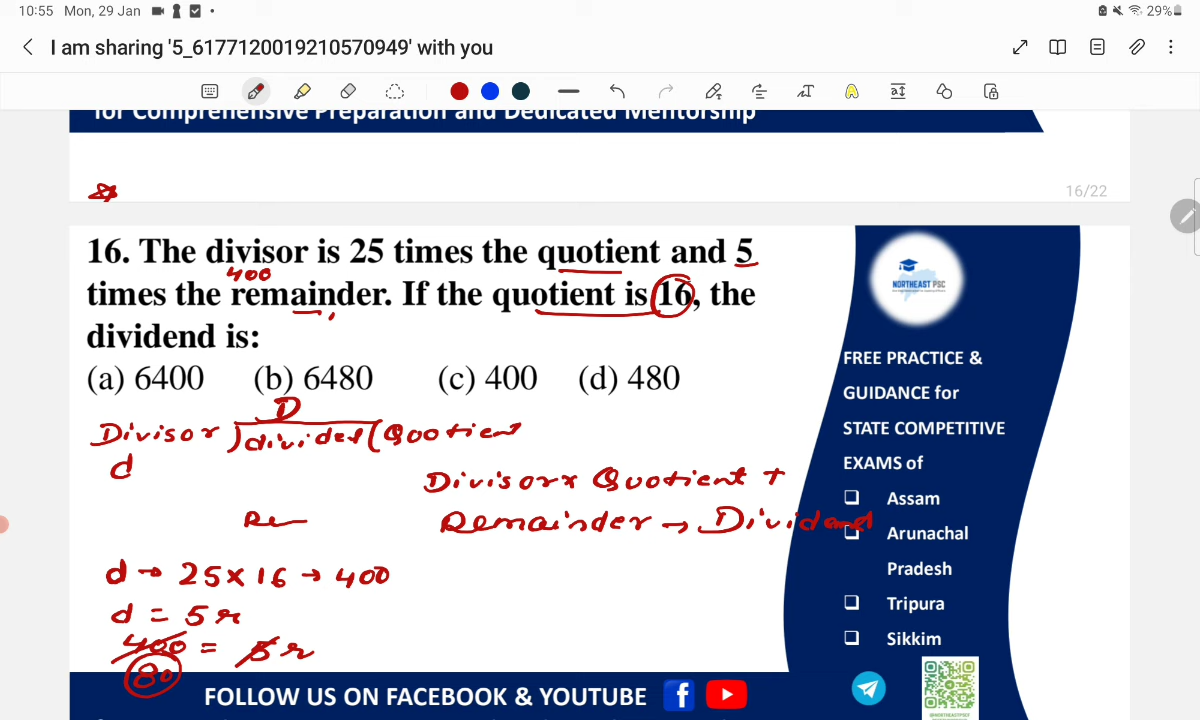 10:55 Mon, 29 Jan
29%
I am sharing '5_6177120019210570949' with you
for Comprehensive Preparation and Dedicated Mentorship
16/22
16. The divisor is 25 times the quotient and 5
400
times the remainder. If the quotient is 16, the
dividend is:
(a) 6400 (b) 6480 (c) 400 (d) 480
D
Divisor ) divided ( Quotient
d
Divisor x Quotient +
Re
Remainder → Dividend
d → 25 x 16 → 400
d = 5 r
400 = 5 r
80
NORTHEAST PSC
FREE PRACTICE &
GUIDANCE for
STATE COMPETITIVE
EXAMS of
Assam
Arunachal
Pradesh
Tripura
Sikkim
FOLLOW US ON FACEBOOK & YOUTUBE